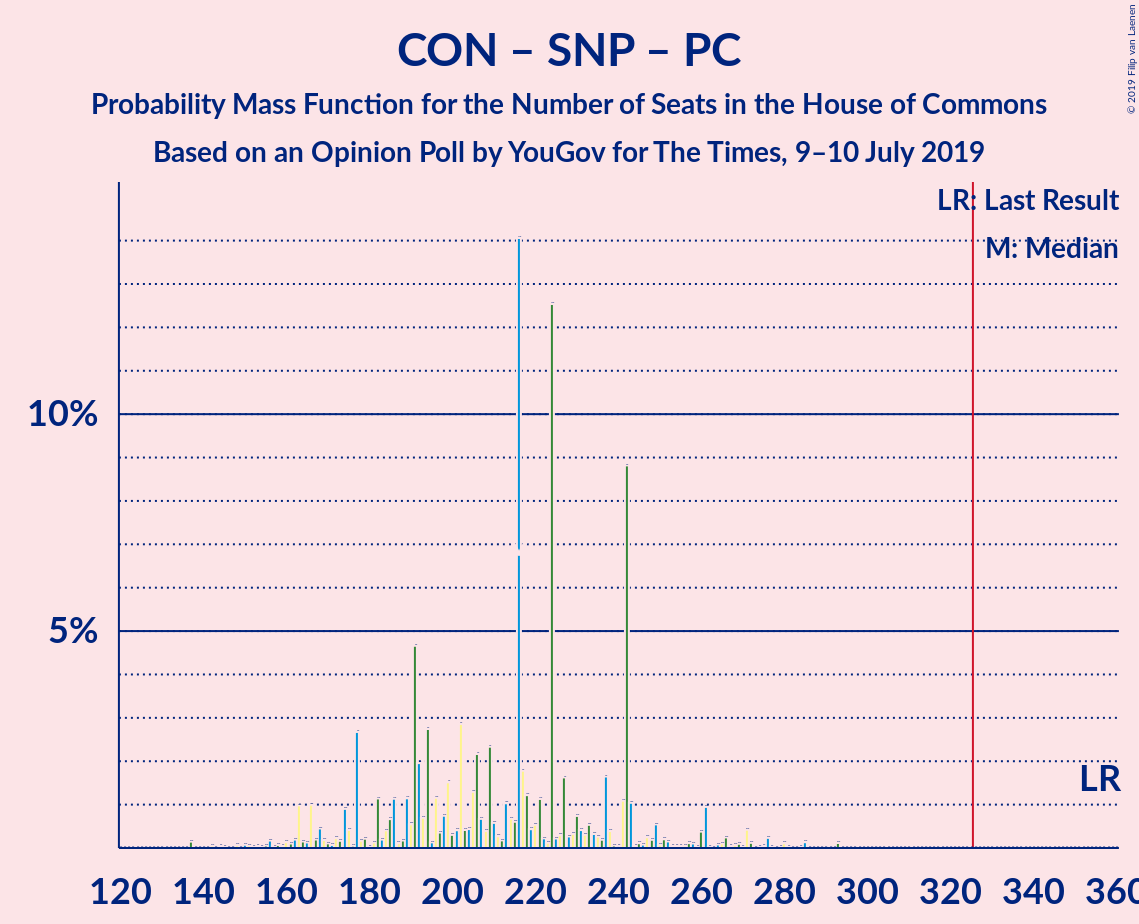 CON – SNP – PC
Probability Mass Function for the Number of Seats in the House of Commons
Based on an Opinion Poll by YouGov for The Times, 9–10 July 2019
© 2019 Filip van Laenen
LR: Last Result
M: Median
10%
5%
LR
120 140 160 180 200 220 240 260 280 300 320 340 360